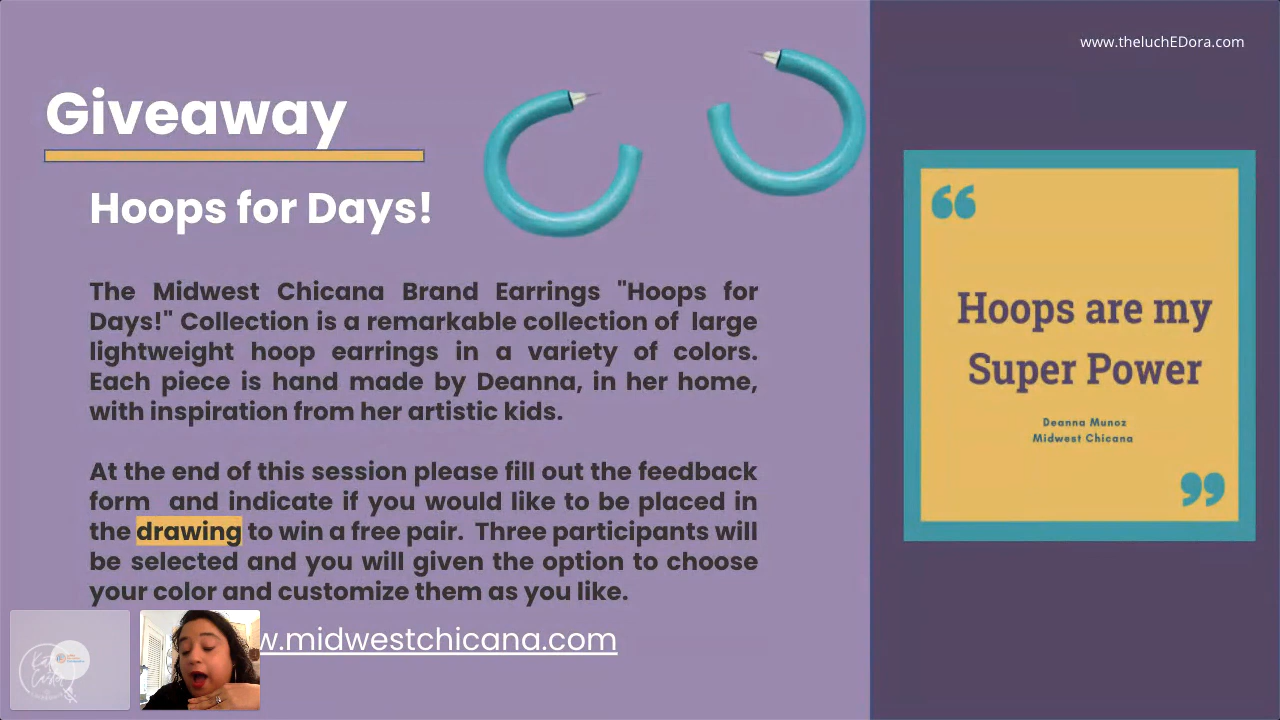 www.theluchEDora.com
Giveaway
Hoops for Days!
The Midwest Chicana Brand Earrings "Hoops for
Days!" Collection is a remarkable collection of large
lightweight hoop earrings in a variety of colors.
Each piece is hand made by Deanna, in her home,
with inspiration from her artistic kids.
At the end of this session please fill out the feedback
form and indicate if you would like to be placed in
the drawing to win a free pair. Three participants will
be selected and you will given the option to choose
your color and customize them as you like.
w.midwestchicana.com
“
Hoops are my
Super Power
Deanna Munoz
Midwest Chicana
”